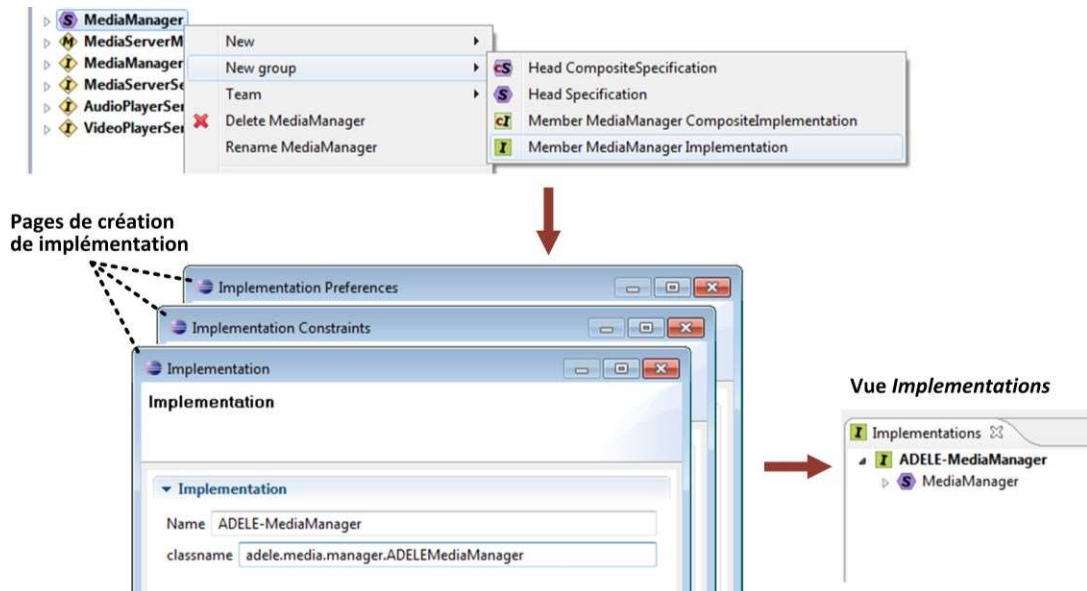 MediaManager
MediaServerM
MediaManager
MediaServerSe
AudioPlayerSer
VideoPlayerSer
New
New group
Team
Delete MediaManager
Rename MediaManager
Head CompositeSpecification
Head Specification
Member MediaManager CompositeImplementation
Member MediaManager Implementation
Pages de création
de implémentation
Implementation Preferences
Implementation Constraints
Implementation
Implementation
Implementation
Name ADELE-MediaManager
classname adele.media.manager.ADELEMediaManager
Vue Implementations
Implementations
ADELE-MediaManager
MediaManager